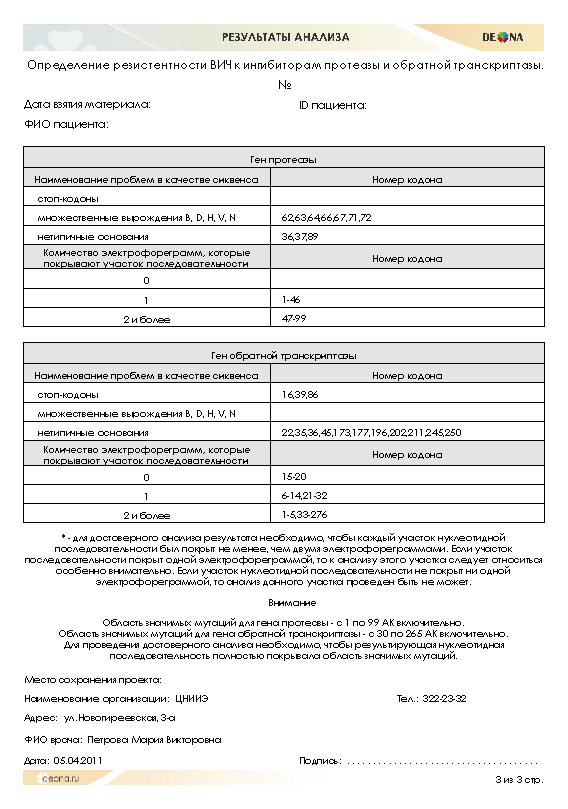 РЕЗУЛЬТАТЫ АНАЛИЗА
DEONA
Определение резистентности ВИЧ к ингибиторам протеазы и обратной транскриптазы.
№
Дата взятия материала: ID пациента:
ФИО пациента:
Ген протеазы
Наименование проблем в качестве сиквенса Номер кодона
стоп-кодоны
множественные вырождения B, D, H, V, N 62,63,64,66,67,71,72
нетипичные основания 36,37,89
Количество электрофореграмм, которые
покрывают участок последовательности Номер кодона
0
1 1-46
2 и более 47-99
Ген обратной транскриптазы
Наименование проблем в качестве сиквенса Номер кодона
стоп-кодоны 16,39,86
множественные вырождения B, D, H, V, N
нетипичные основания 22,35,36,45,173,177,196,202,211,245,250
Количество электрофореграмм, которые
покрывают участок последовательности Номер кодона
0 15-20
1 6-14,21-32
2 и более 1-5,33-276
* - для достоверного анализа результата необходимо, чтобы каждый участок нуклеотидной
последовательности был покрыт не менее, чем двумя электрофореграммами. Если участок
последовательности покрыт одной электрофореграммой, то к анализу этого участка следует относиться
особенно внимательно. Если участок нуклеотидной последовательности не покрыт ни одной
электрофореграммой, то анализ данного участка проведен быть не может.
Внимание
Область значимых мутаций для гена протеазы - с 1 по 99 АК включительно.
Область значимых мутаций для гена обратной транскриптазы - с 30 по 265 АК включительно.
Для проведения достоверного анализа необходимо, чтобы результирующая нуклеотидная
последовательность полностью покрывала область значимых мутаций.
Место сохранения проекта:
Наименование организации: ЦНИИЭ Тел.: 322-23-32
Адрес: ул.Новогиреевская, 3-а
ФИО врача: Петрова Мария Викторовна
Дата: 05.04.2011 Подпись: . . . . . . . . . . . . . . . . . . . . . . . . . . . . . . . . . . . .
deona.ru 3 из 3 стр.